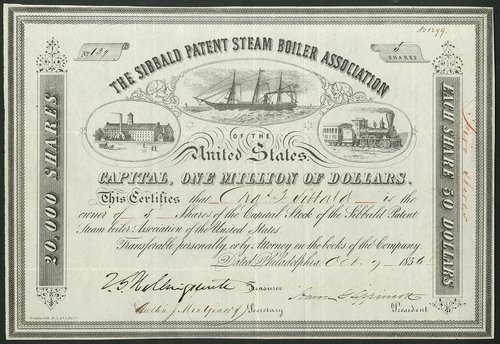 No 1299
No. 139
5
SHARES
THE SIBBALD PATENT STEAM BOILER ASSOCIATION
OF THE
United States.
CAPITAL, ONE MILLION OF DOLLARS.
20,000 SHARES
EACH SHARE 50 DOLLARS
This Certifies that Chas F Sibbald is the
owner of 5 Shares of the Capital Stock of the Sibbald Patent
Steam boiler Association of the United States
Transferable personally, or by Attorney on the books of the Company
Dated Philadelphia Oct 7 1856
Treasurer
Secretary
President